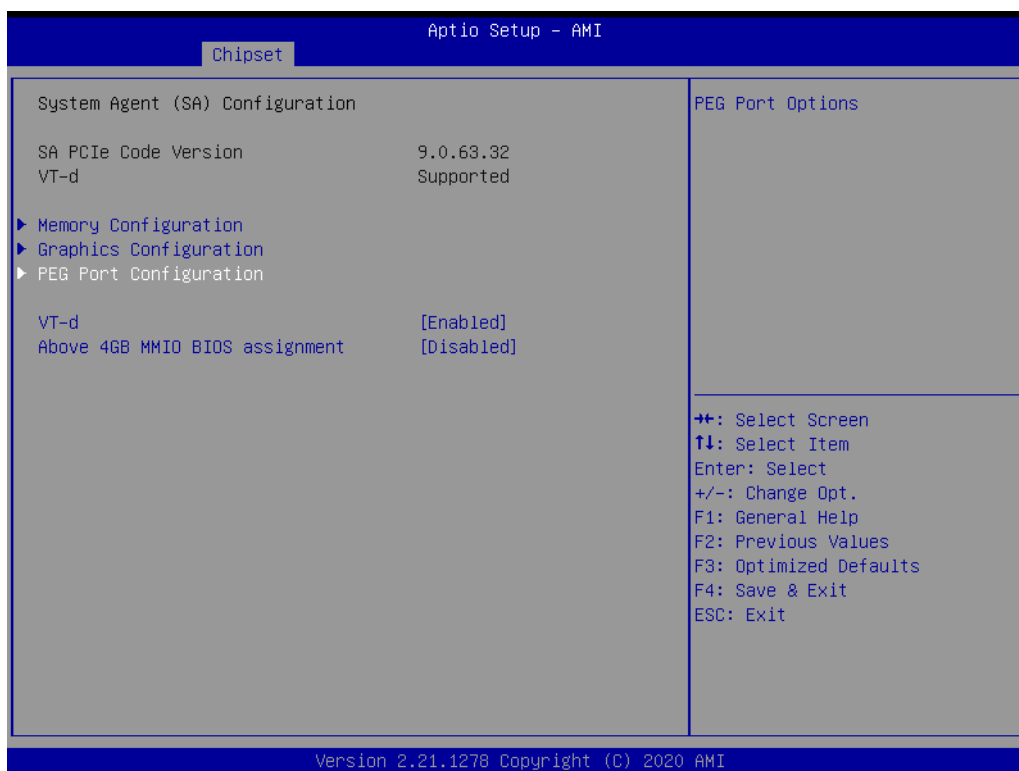 Aptio Setup – AMI
Chipset
System Agent (SA) Configuration
SA PCIe Code Version 9.0.63.32
VT-d Supported
Memory Configuration
Graphics Configuration
PEG Port Configuration
VT-d [Enabled]
Above 4GB MMIO BIOS assignment [Disabled]
PEG Port Options
→←: Select Screen
↑↓: Select Item
Enter: Select
+/-: Change Opt.
F1: General Help
F2: Previous Values
F3: Optimized Defaults
F4: Save & Exit
ESC: Exit
Version 2.21.1278 Copyright (C) 2020 AMI